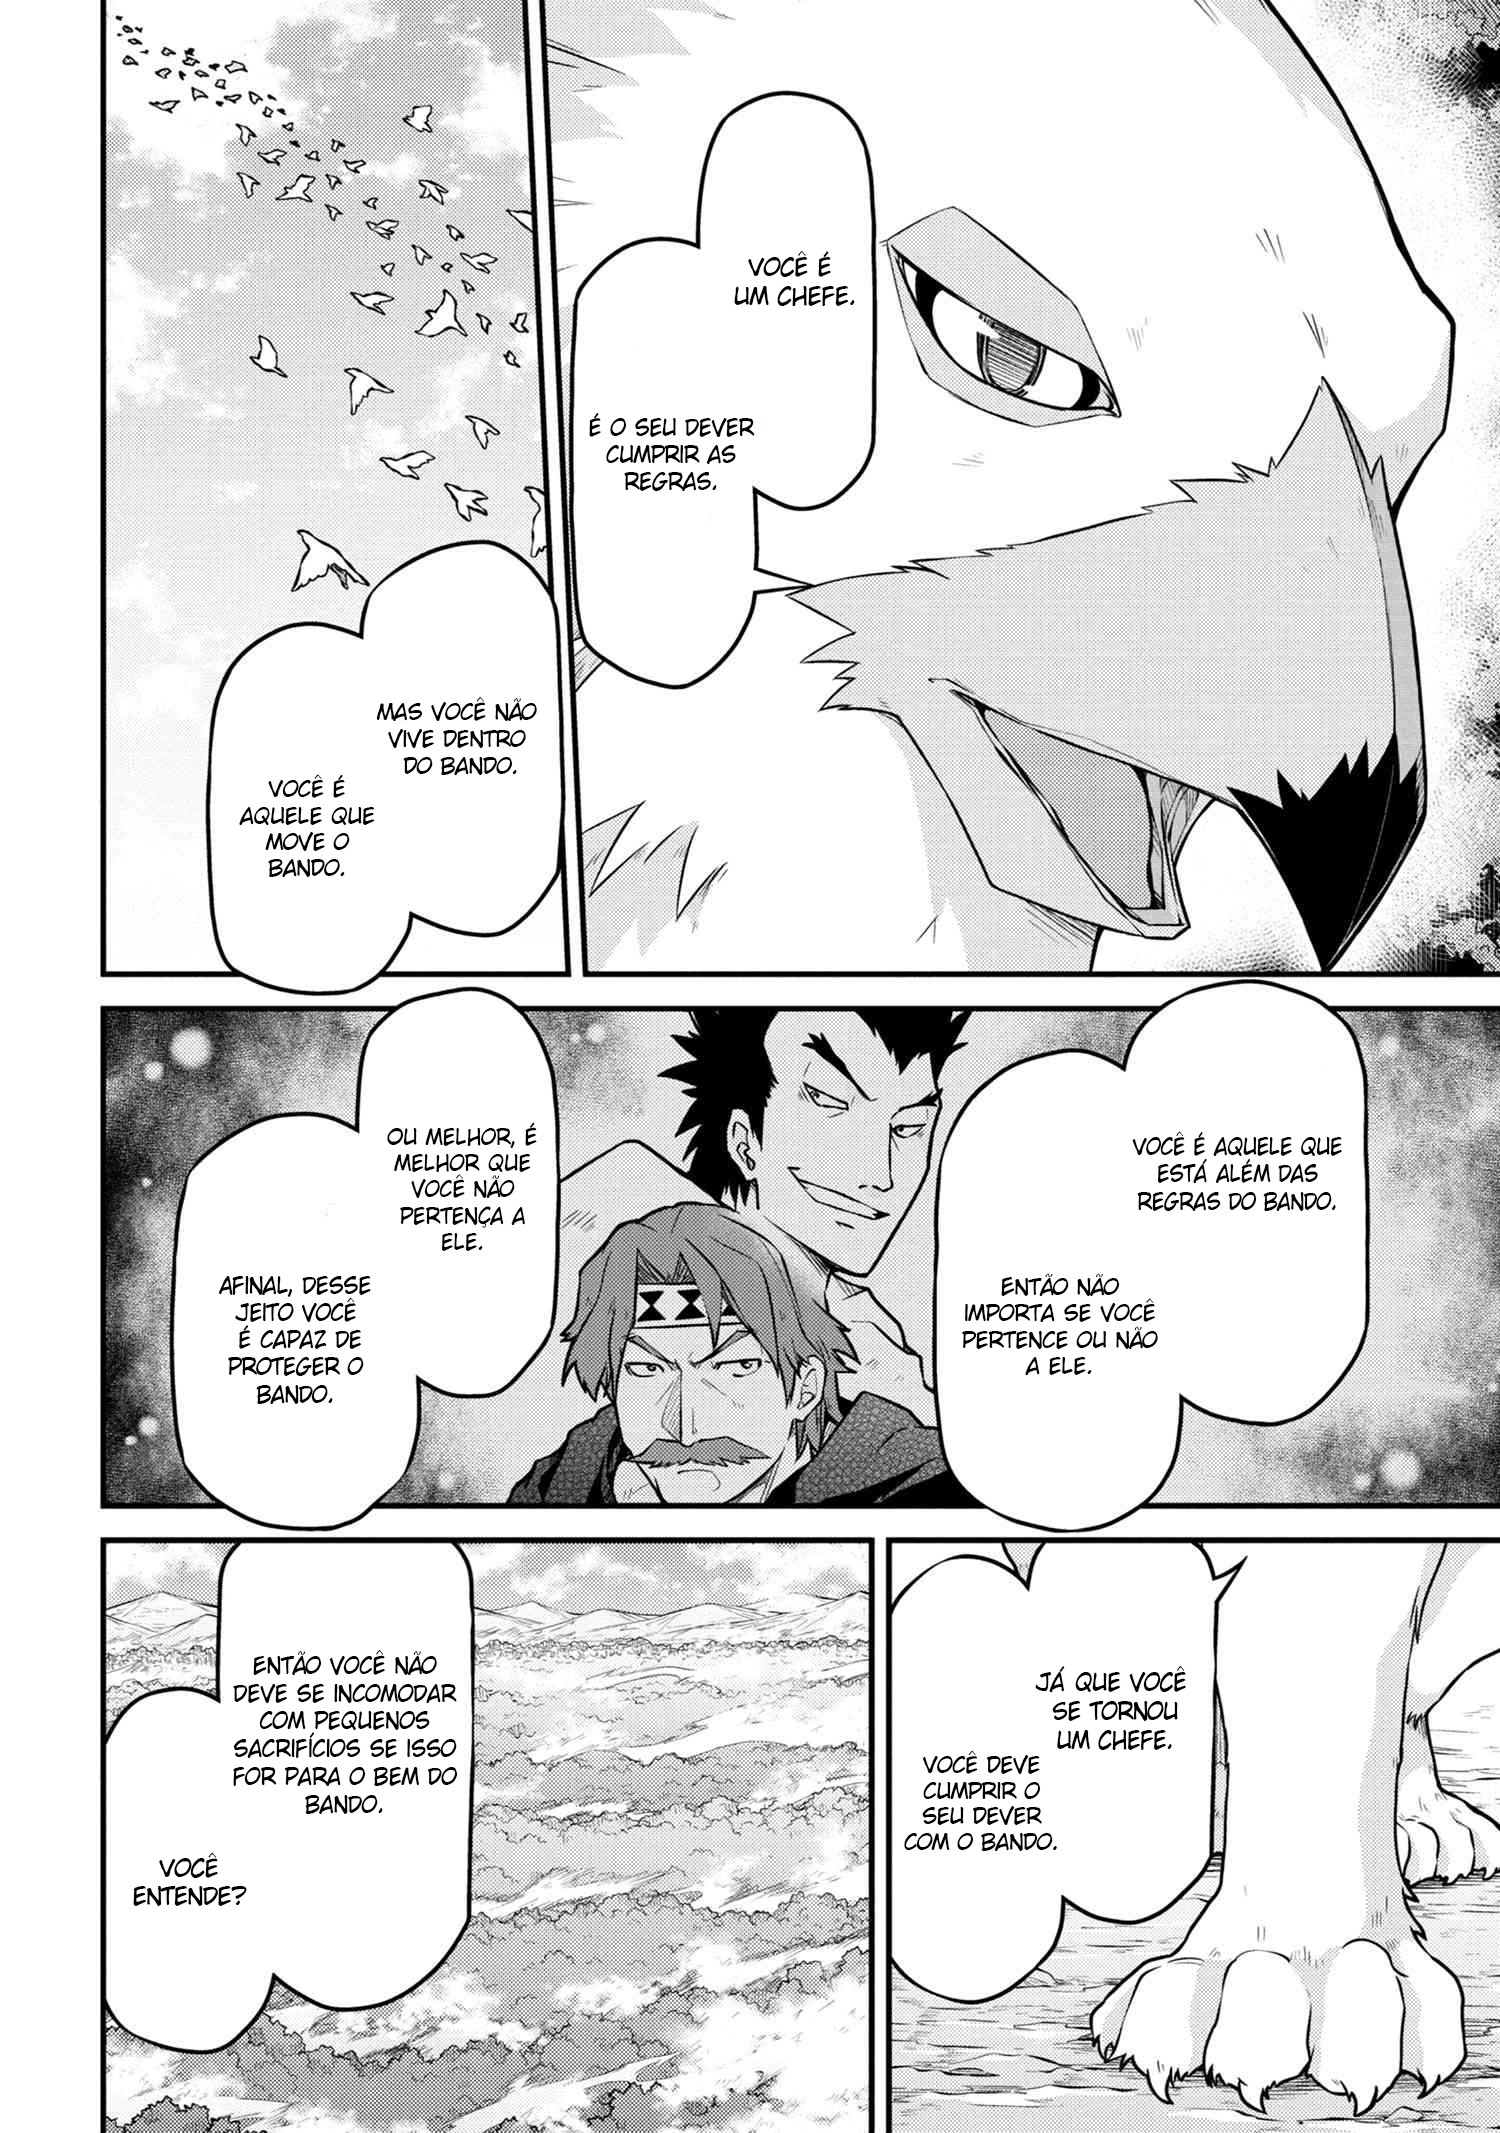 VOCÊ É
UM CHEFE.
É O SEU DEVER
CUMPRIR AS
REGRAS.
MAS VOCÊ NÃO
VIVE DENTRO
DO BANDO.
VOCÊ É
AQUELE QUE
MOVE O
BANDO.
VOCÊ É AQUELE QUE
ESTÁ ALÉM DAS
REGRAS DO BANDO.
ENTÃO NÃO
IMPORTA SE VOCÊ
PERTENCE OU NÃO
A ELE.
OU MELHOR, É
MELHOR QUE
VOCÊ NÃO
PERTENÇA A
ELE.
AFINAL, DESSE
JEITO VOCÊ
É CAPAZ DE
PROTEGER O
BANDO.
JÁ QUE VOCÊ
SE TORNOU
UM CHEFE.
VOCÊ DEVE
CUMPRIR O
SEU DEVER
COM O BANDO.
ENTÃO VOCÊ NÃO
DEVE SE INCOMODAR
COM PEQUENOS
SACRIFÍCIOS SE ISSO
FOR PARA O BEM DO
BANDO.
VOCÊ
ENTENDE?